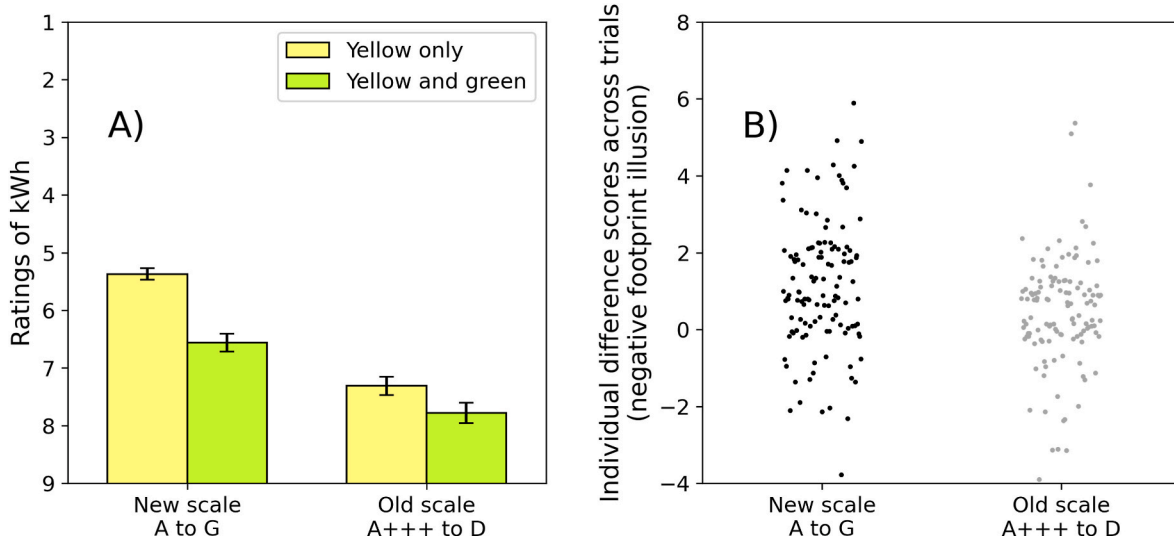 Ratings of kWh
1
2
3
4
5
6
7
8
9
A)
Yellow only
Yellow and green
New scale
A to G
Old scale
A+++ to D
Individual difference scores across trials
(negative footprint illusion)
8
6
4
2
0
−2
−4
B)
New scale
A to G
Old scale
A+++ to D